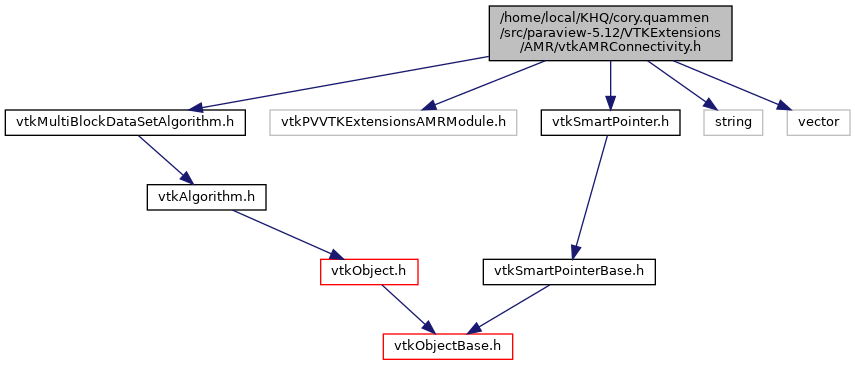 /home/local/KHQ/cory.quammen
/src/paraview-5.12/VTKExtensions
/AMR/vtkAMRConnectivity.h
vtkMultiBlockDataSetAlgorithm.h
vtkPVVTKExtensionsAMRModule.h
vtkSmartPointer.h
string
vector
vtkAlgorithm.h
vtkObject.h
vtkSmartPointerBase.h
vtkObjectBase.h